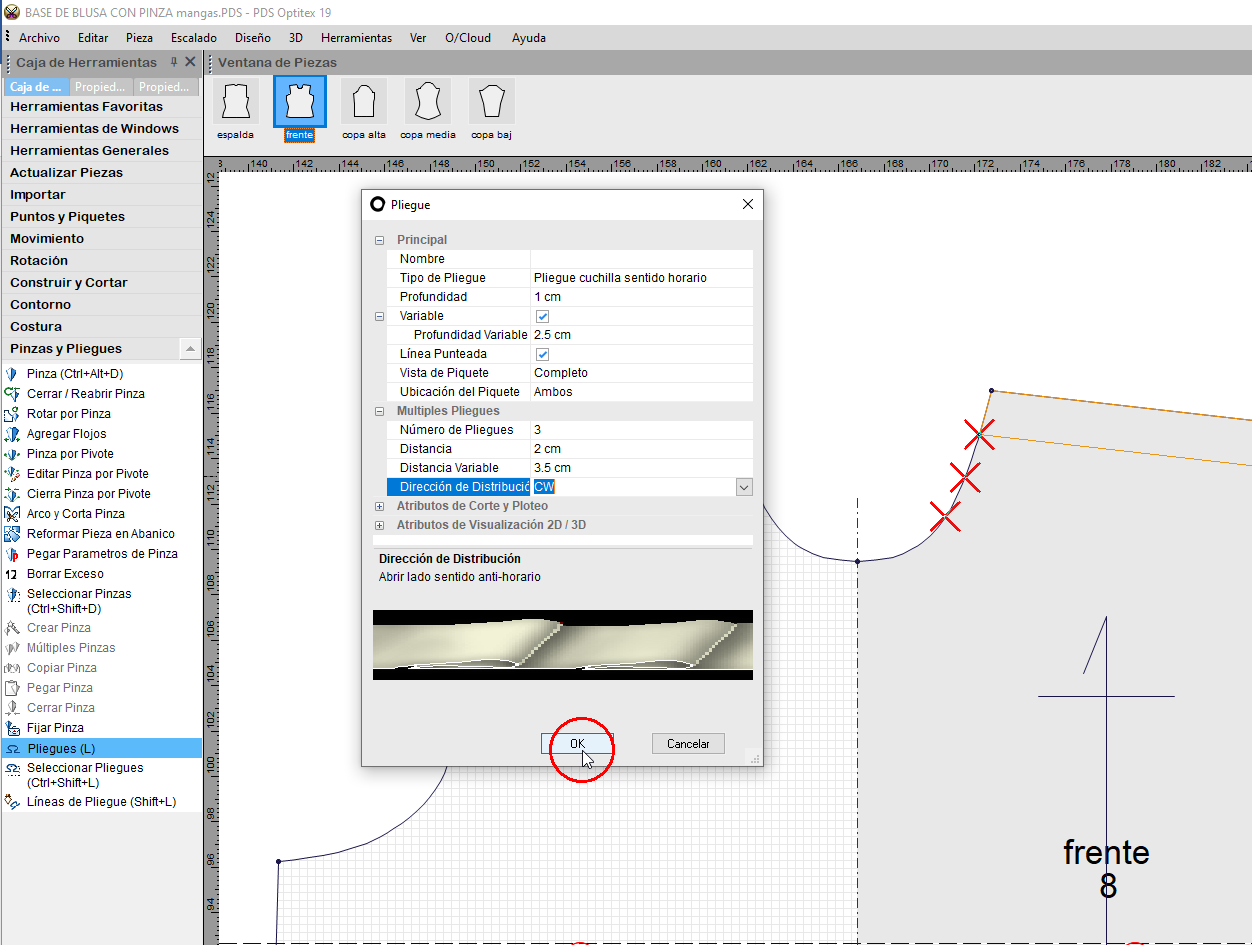 BASE DE BLUSA CON PINZA mangas.PDS - PDS Optitex 19
Archivo Editar Pieza Escalado Diseño 3D Herramientas Ver O/Cloud Ayuda
Caja de Herramientas
Caja de ... Propied... Propied...
Herramientas Favoritas
Herramientas de Windows
Herramientas Generales
Actualizar Piezas
Importar
Puntos y Piquetes
Movimiento
Rotación
Construir y Cortar
Contorno
Costura
Pinzas y Pliegues
Pinza (Ctrl+Alt+D)
Cerrar / Reabrir Pinza
Rotar por Pinza
Agregar Flojos
Pinza por Pivote
Editar Pinza por Pivote
Cierra Pinza por Pivote
Arco y Corta Pinza
Reformar Pieza en Abanico
Pegar Parametros de Pinza
Borrar Exceso
Seleccionar Pinzas
(Ctrl+Shift+D)
Crear Pinza
Múltiples Pinzas
Copiar Pinza
Pegar Pinza
Cerrar Pinza
Fijar Pinza
Pliegues (L)
Seleccionar Pliegues
(Ctrl+Shift+L)
Líneas de Pliegue (Shift+L)
Ventana de Piezas
espalda frente copa alta copa media copa baj
140 142 144 146 148 150 152 154 156 158 160 162 164 166 168 170 172 174 176 178 180 182
124
122
120
118
116
114
112
110
108
106
104
102
100
98
96
94
Pliegue
Principal
Nombre
Tipo de Pliegue Pliegue cuchilla sentido horario
Profundidad 1 cm
Variable
Profundidad Variable 2.5 cm
Línea Punteada
Vista de Piquete Completo
Ubicación del Piquete Ambos
Multiples Pliegues
Número de Pliegues 3
Distancia 2 cm
Distancia Variable 3.5 cm
Dirección de Distribució CW
Atributos de Corte y Ploteo
Atributos de Visualización 2D / 3D
Dirección de Distribución
Abrir lado sentido anti-horario
OK Cancelar
frente
8